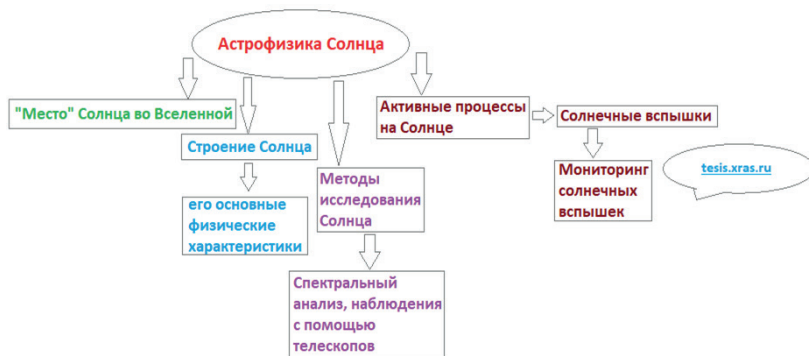 Астрофизика Солнца
"Место" Солнца во Вселенной
Строение Солнца
его основные
физические
характеристики
Методы
исследования
Солнца
Спектральный
анализ, наблюдения
с помощью
телескопов
Активные процессы
на Солнце
Солнечные вспышки
Мониторинг
солнечных
вспышек
tesis.xras.ru